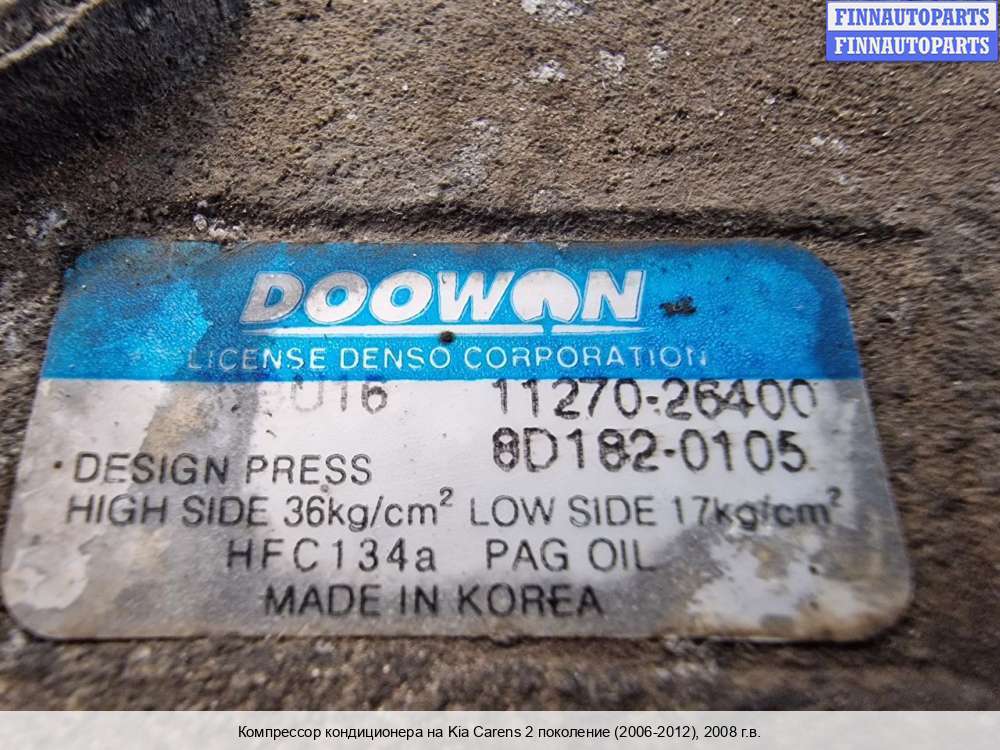 FINNAUTOPARTS
FINNAUTOPARTS
DOOWON
LICENSE DENSO CORPORATION
11270-26400
8D182-0105
DESIGN PRESS
HIGH SIDE 36kg/cm² LOW SIDE 17kg/cm²
HFC134a PAG OIL
MADE IN KOREA
Компрессор кондиционера на Kia Carens 2 поколение (2006-2012), 2008 г.в.